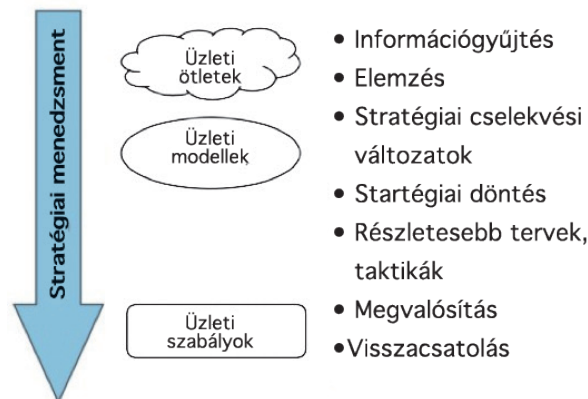 Stratégiai menedzsment
Üzleti
ötletek
Üzleti
modellek
Üzleti
szabályok
• Információgyűjtés
• Elemzés
• Stratégiai cselekvési
változatok
• Startégiai döntés
• Részletesebb tervek,
taktikák
• Megvalósítás
•Visszacsatolás